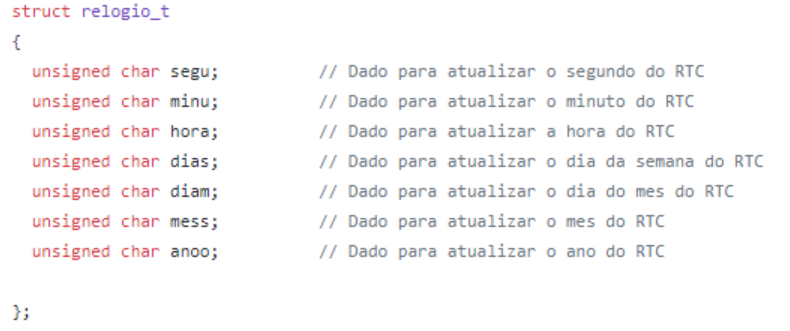 struct relogio_t
{
unsigned char segu; // Dado para atualizar o segundo do RTC
unsigned char minu; // Dado para atualizar o minuto do RTC
unsigned char hora; // Dado para atualizar a hora do RTC
unsigned char dias; // Dado para atualizar o dia da semana do RTC
unsigned char diam; // Dado para atualizar o dia do mes do RTC
unsigned char mess; // Dado para atualizar o mes do RTC
unsigned char anoo; // Dado para atualizar o ano do RTC
};